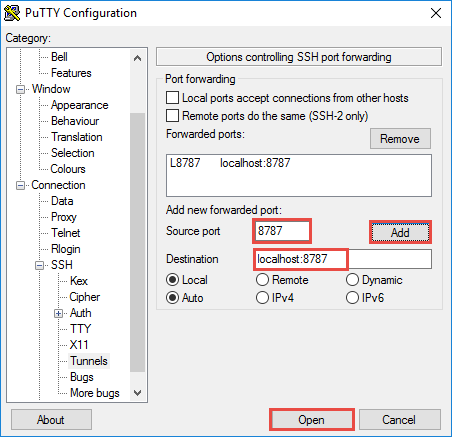 PuTTY Configuration
Category:
Bell
Features
Window
Appearance
Behaviour
Translation
Selection
Colours
Connection
Data
Proxy
Telnet
Rlogin
SSH
Kex
Cipher
Auth
TTY
X11
Tunnels
Bugs
More bugs
Options controlling SSH port forwarding
Port forwarding
Local ports accept connections from other hosts
Remote ports do the same (SSH-2 only)
Forwarded ports:
Remove
L8787 localhost:8787
Add new forwarded port:
Source port 8787 Add
Destination localhost:8787
Local Remote Dynamic
Auto IPv4 IPv6
About Open Cancel